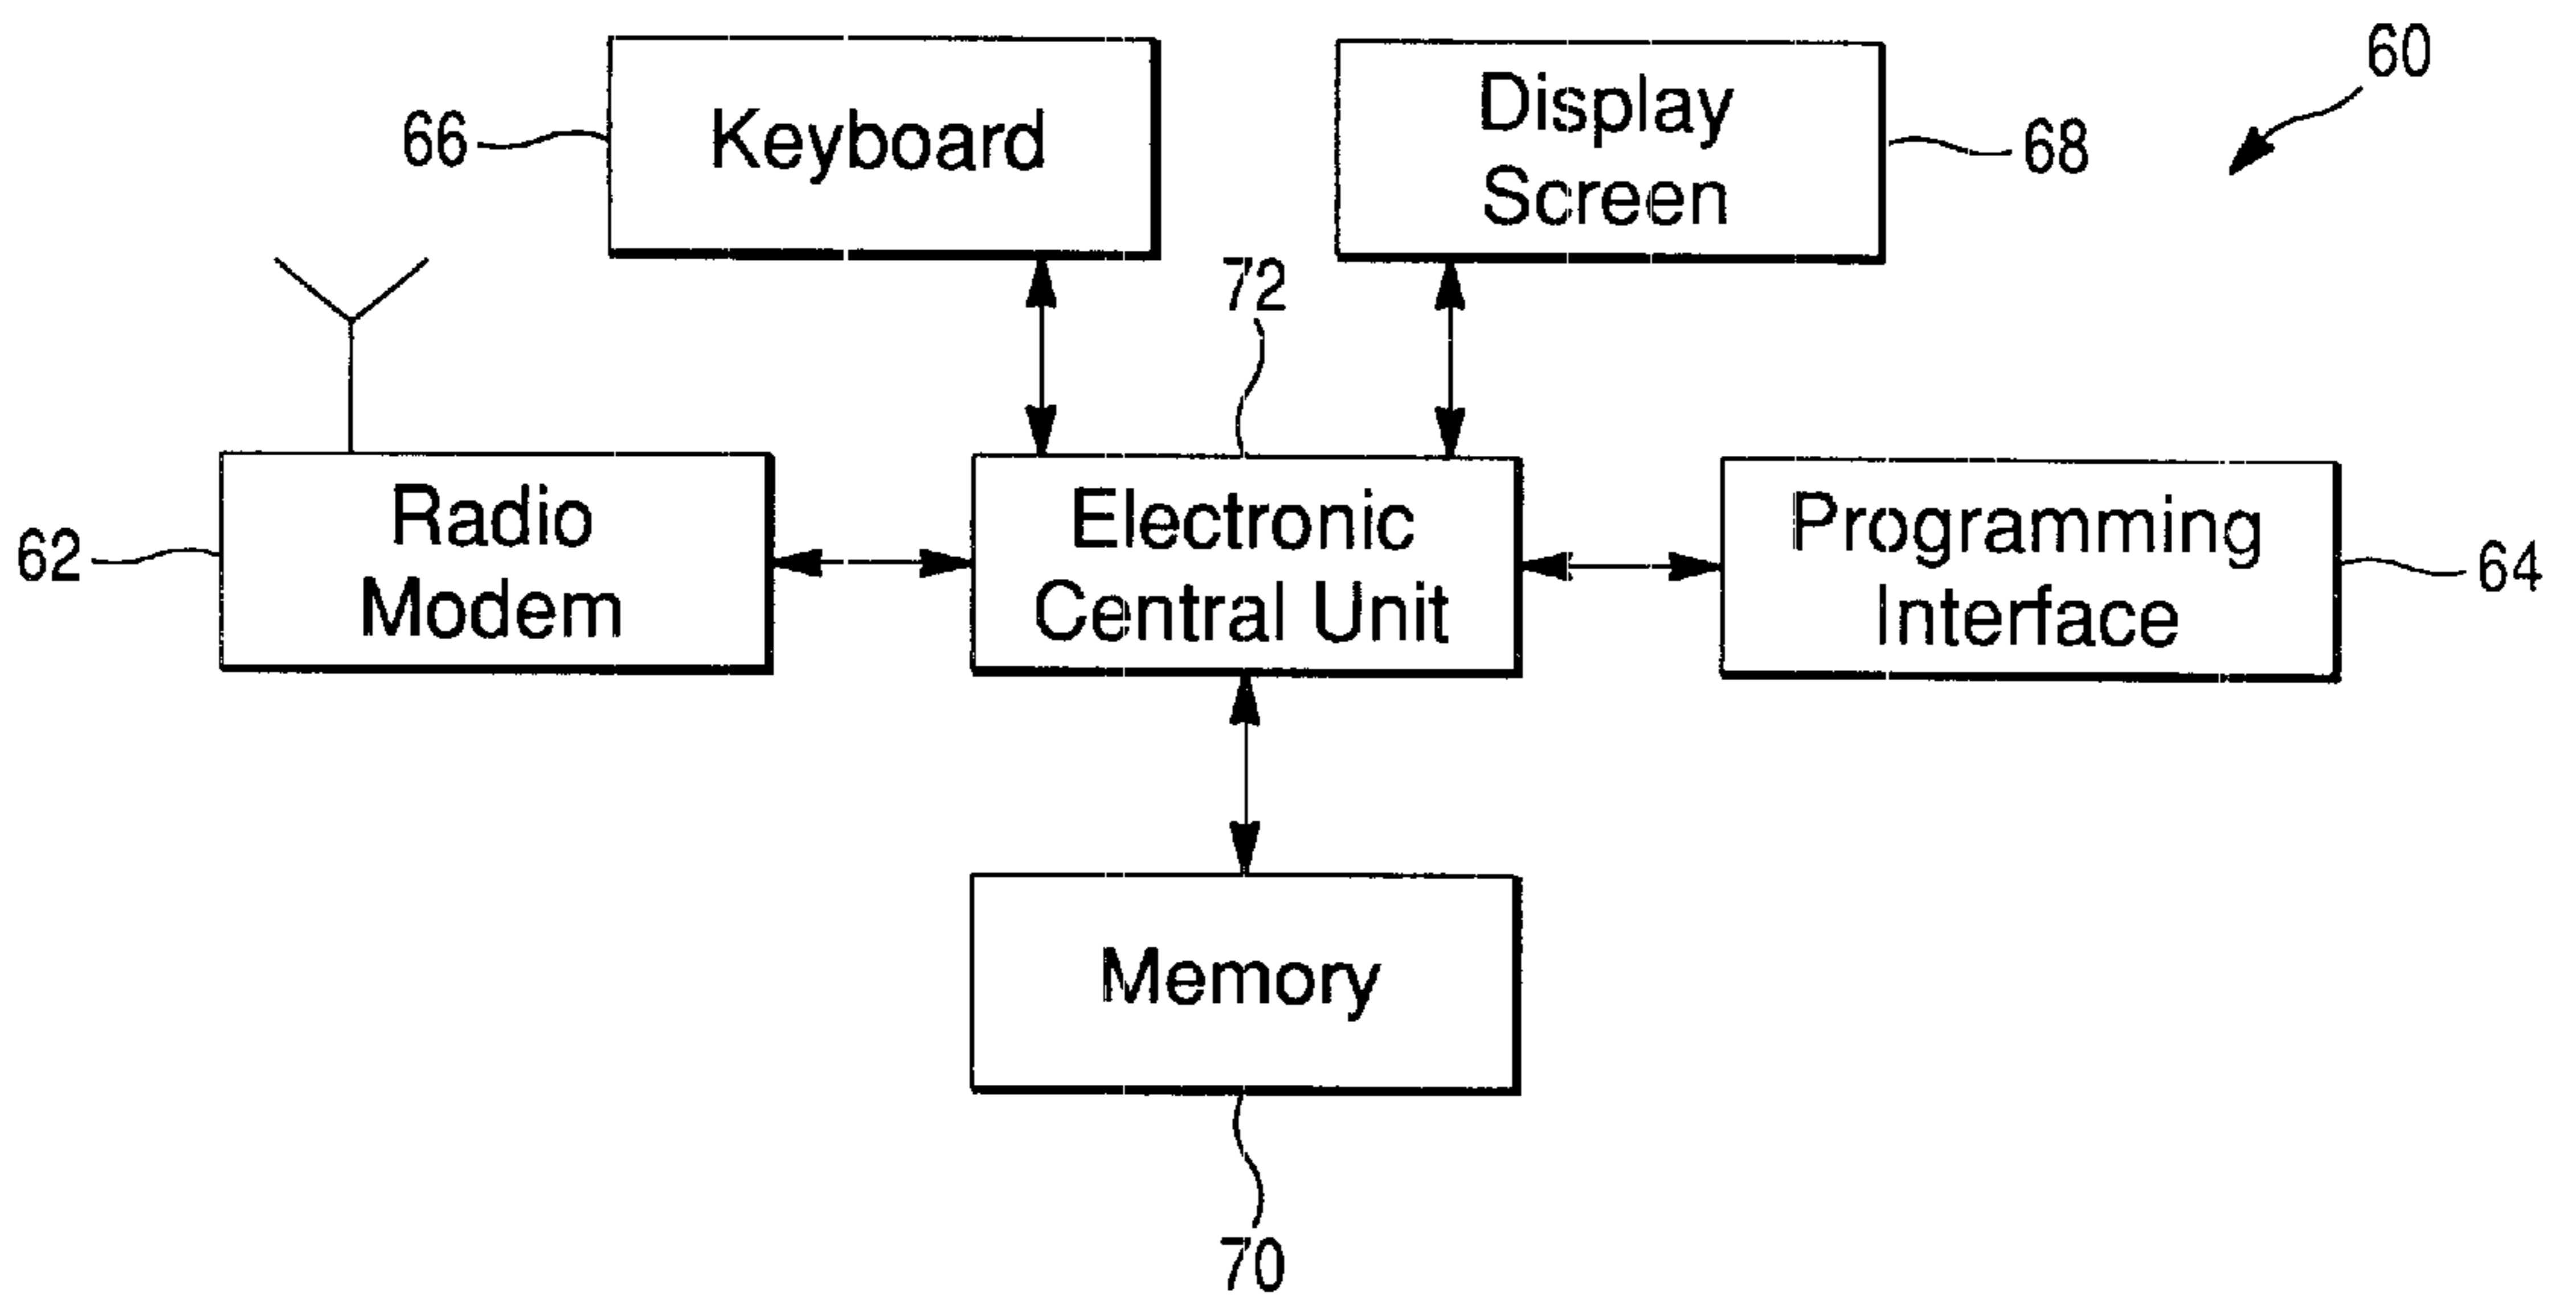 60
66
Keyboard
Display
Screen
68
72
62
Radio
Modem
Electronic
Central Unit
Programming
Interface
64
Memory
70